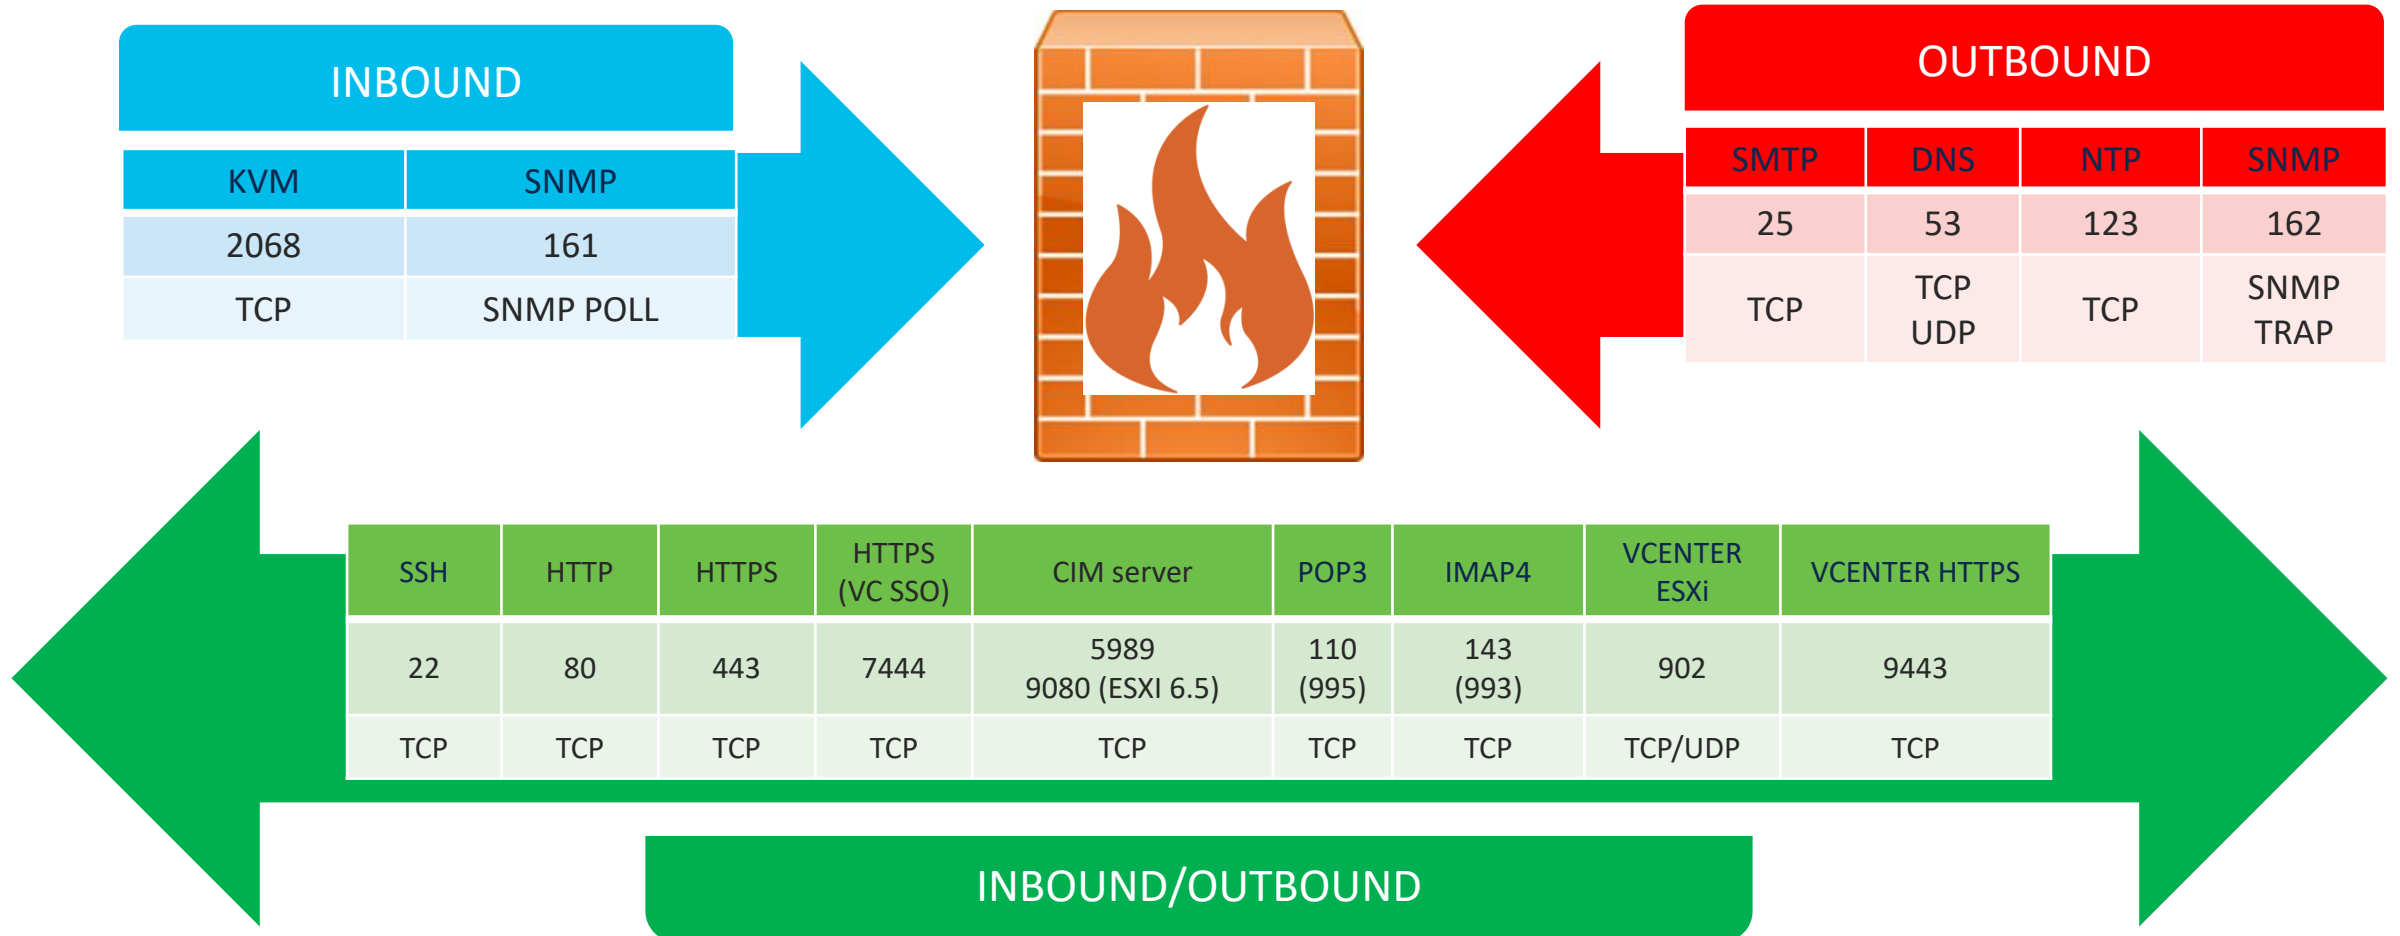 INBOUND
KVM SNMP
2068 161
TCP SNMP POLL
OUTBOUND
SMTP DNS NTP SNMP
25 53 123 162
TCP TCP UDP TCP SNMP TRAP
SSH HTTP HTTPS HTTPS (VC SSO) CIM server POP3 IMAP4 VCENTER ESXi VCENTER HTTPS
22 80 443 7444 5989 9080 (ESXI 6.5) 110 (995) 143 (993) 902 9443
TCP TCP TCP TCP TCP TCP TCP TCP/UDP TCP
INBOUND/OUTBOUND